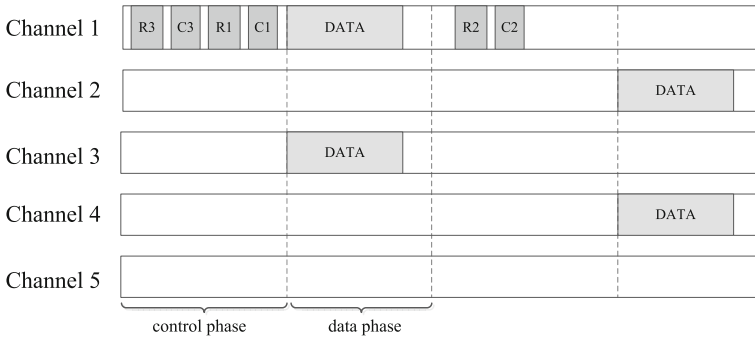 Channel 1 R3 C3 R1 C1 DATA R2 C2
Channel 2 DATA
Channel 3 DATA
Channel 4 DATA
Channel 5
control phase data phase